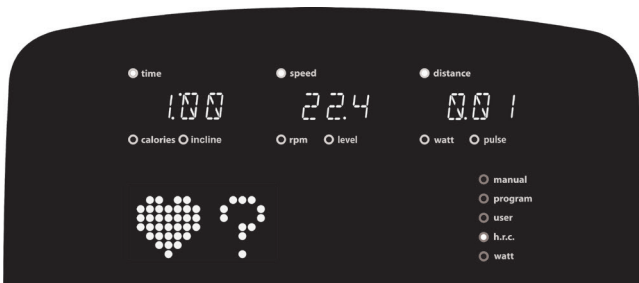 time speed distance
1:00 22.4 0.01
calories incline rpm level watt pulse
manual
program
user
h.r.c.
watt
?